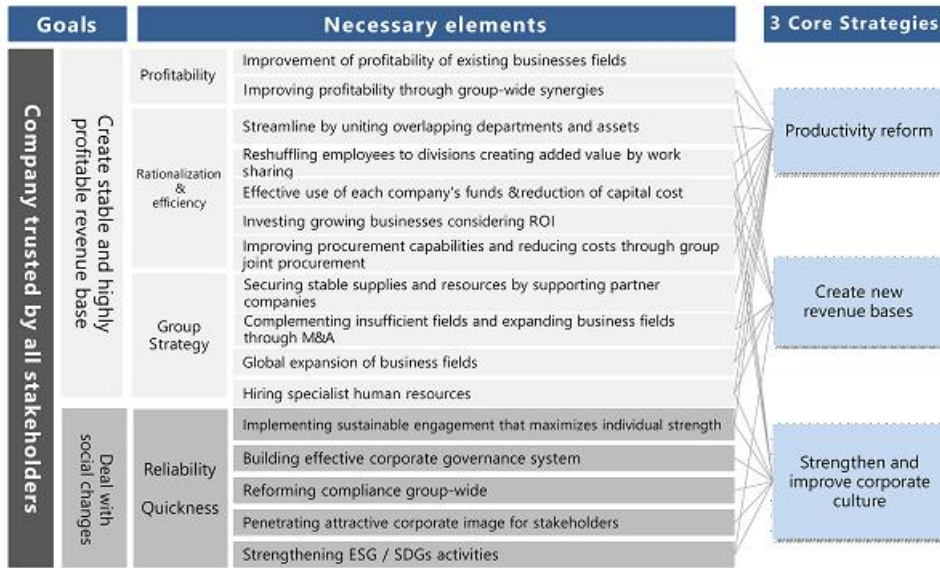 Goals
Necessary elements
3 Core Strategies
Company trusted by all stakeholders
Create stable and highly
profitable revenue base
Profitability
Improvement of profitability of existing businesses fields
Improving profitability through group-wide synergies
Rationalization
&
efficiency
Streamline by uniting overlapping departments and assets
Reshuffling employees to divisions creating added value by work
sharing
Effective use of each company's funds &reduction of capital cost
Investing growing businesses considering ROI
Improving procurement capabilities and reducing costs through group
joint procurement
Group
Strategy
Securing stable supplies and resources by supporting partner
companies
Complementing insufficient fields and expanding business fields
through M&A
Global expansion of business fields
Hiring specialist human resources
Deal with
social changes
Reliability
Quickness
Implementing sustainable engagement that maximizes individual strength
Building effective corporate governance system
Reforming compliance group-wide
Penetrating attractive corporate image for stakeholders
Strengthening ESG / SDGs activities
Productivity reform
Create new
revenue bases
Strengthen and
improve corporate
culture